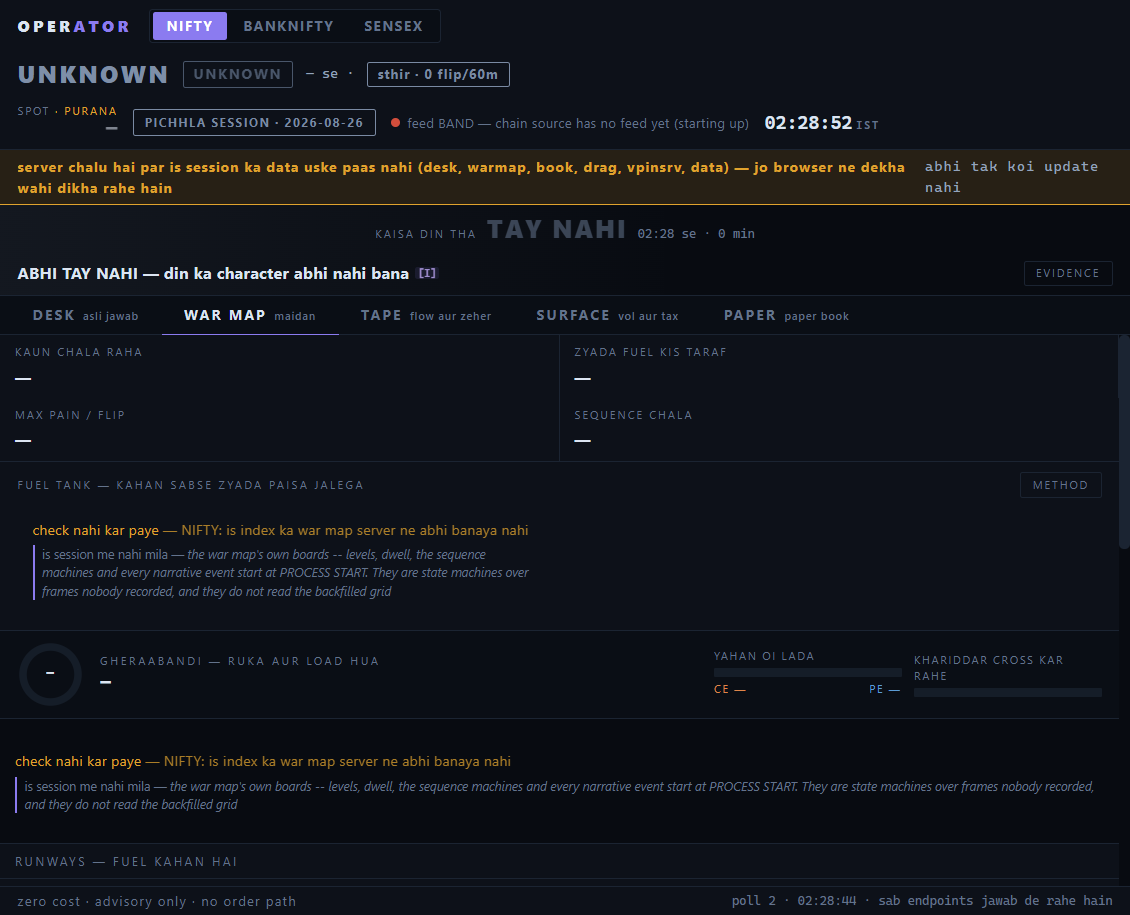 OPERATOR NIFTY BANKNIFTY SENSEX
UNKNOWN UNKNOWN — se · sthir · 0 flip/60m
SPOT · PURANA
— PICHHLA SESSION · 2026-08-26 feed BAND — chain source has no feed yet (starting up) 02:28:52 IST
server chalu hai par is session ka data uske paas nahi (desk, warmap, book, drag, vpinsrv, data) — jo browser ne dekha
wahi dikha rahe hain
abhi tak koi update
nahi
KAISA DIN THA TAY NAHI 02:28 se · 0 min
ABHI TAY NAHI — din ka character abhi nahi bana [I] EVIDENCE
DESK asli jawab WAR MAP maidan TAPE flow aur zeher SURFACE vol aur tax PAPER paper book
KAUN CHALA RAHA
—
ZYADA FUEL KIS TARAF
—
MAX PAIN / FLIP
—
SEQUENCE CHALA
—
FUEL TANK — KAHAN SABSE ZYADA PAISA JALEGA METHOD
check nahi kar paye — NIFTY: is index ka war map server ne abhi banaya nahi
is session me nahi mila — the war map's own boards -- levels, dwell, the sequence
machines and every narrative event start at PROCESS START. They are state machines over
frames nobody recorded, and they do not read the backfilled grid
–
GHERAABANDI — RUKA AUR LOAD HUA
—
YAHAN OI LADA
CE — PE —
KHARIDDAR CROSS KAR
RAHE
check nahi kar paye — NIFTY: is index ka war map server ne abhi banaya nahi
is session me nahi mila — the war map's own boards -- levels, dwell, the sequence machines and every narrative event start at PROCESS START. They are state machines over frames nobody recorded,
and they do not read the backfilled grid
RUNWAYS — FUEL KAHAN HAI
zero cost · advisory only · no order path poll 2 · 02:28:44 · sab endpoints jawab de rahe hain